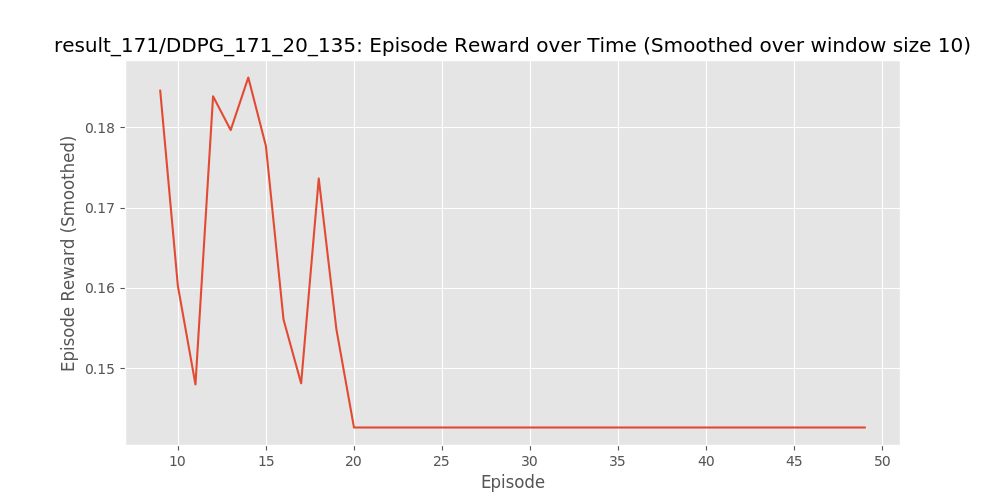 result_171/DDPG_171_20_135: Episode Reward over Time (Smoothed over window size 10)
Episode Reward (Smoothed)
0.18
0.17
0.16
0.15
10 15 20 25 30 35 40 45 50
Episode